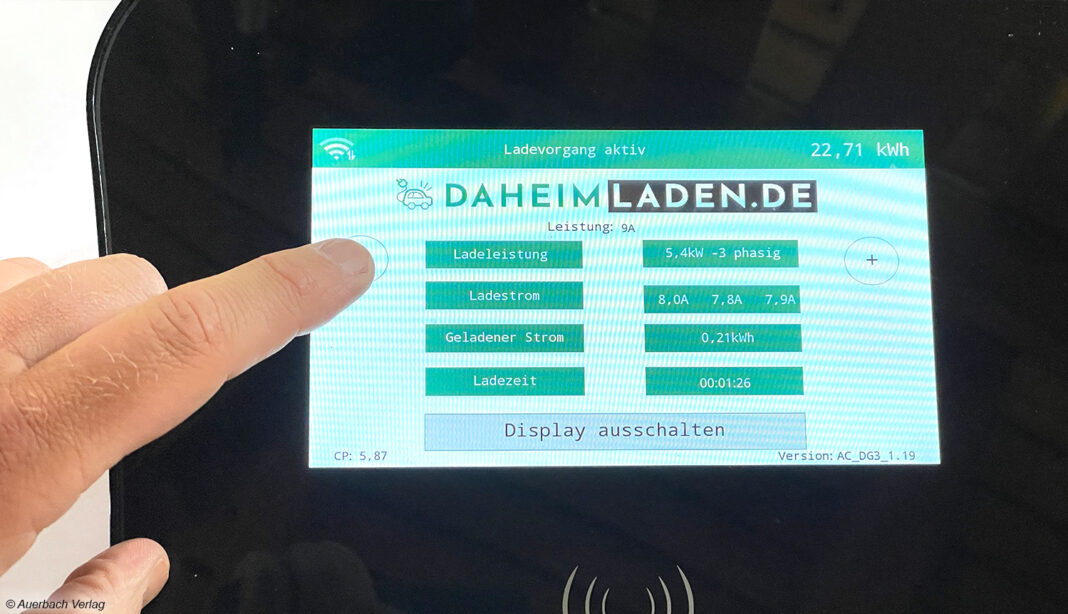 Ladevorgang aktiv 22,71 kWh
DAHEIMLADEN.DE
Leistung: 9A
Ladeleistung 5,4kW -3 phasig
+
Ladestrom 8,0A 7,8A 7,9A
Geladener Strom 0,21kWh
Ladezeit 00:01:26
Display ausschalten
CP: 5,87 Version: AC_DG3_1.19
© Auerbach Verlag